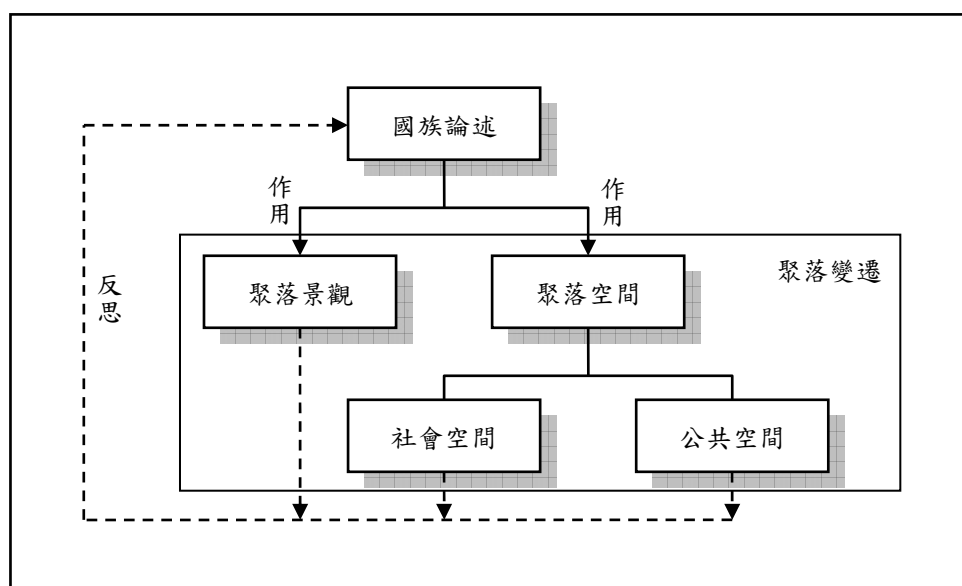 國族論述
作用
作用
聚落變遷
聚落景觀
聚落空間
反思
社會空間
公共空間